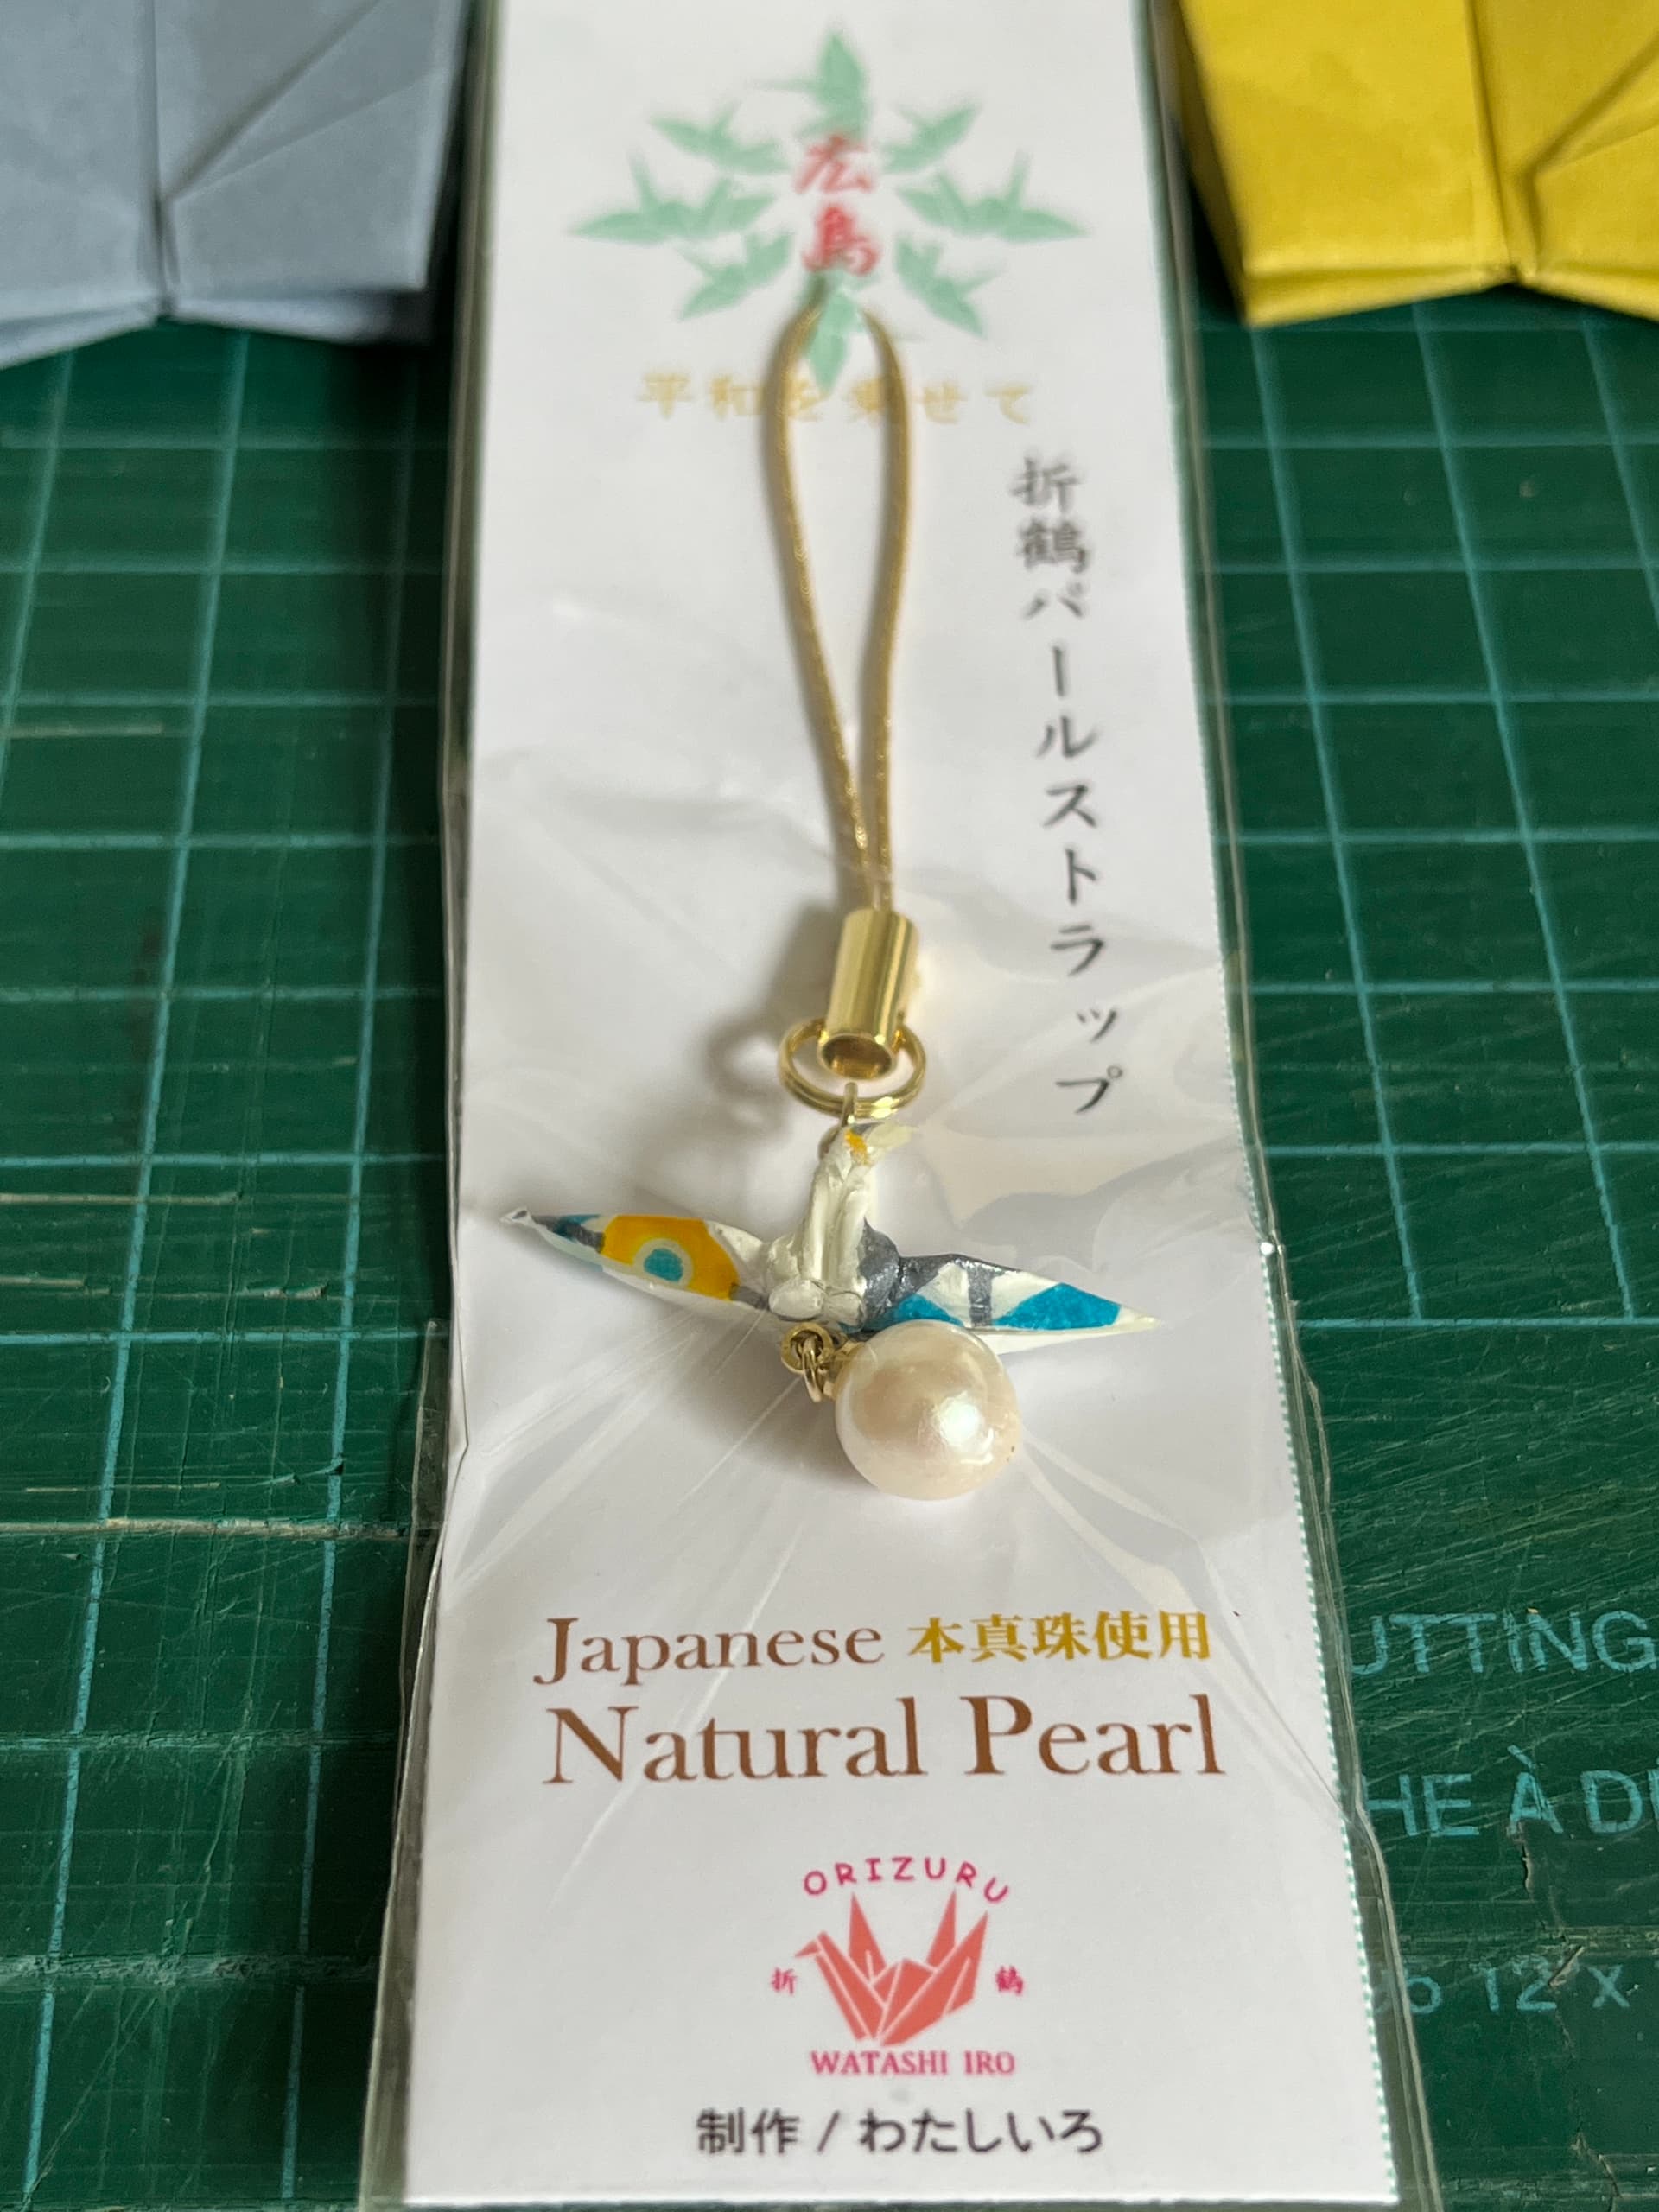 広島
平和を乗せて
折鶴パールストラップ
Japanese 本真珠使用
Natural Pearl
ORIZURU
折 鶴
WATASHI IRO
制作 / わたしいろ
UTTING
HE À D
12 X